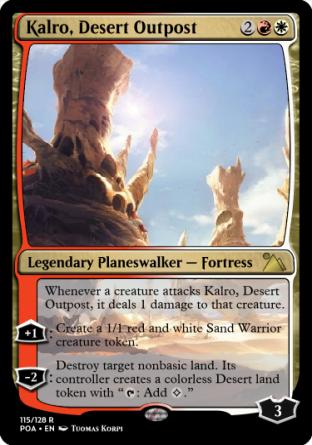 Kalro, Desert Outpost 2
Legendary Planeswalker — Fortress
Whenever a creature attacks Kalro, Desert
Outpost, it deals 1 damage to that creature.
+1 : Create a 1/1 red and white Sand Warrior
creature token.
-2 : Destroy target nonbasic land. Its
controller creates a colorless Desert land
token with “: Add .”
3
115/128 R
POA • EN Tuomas Korpi